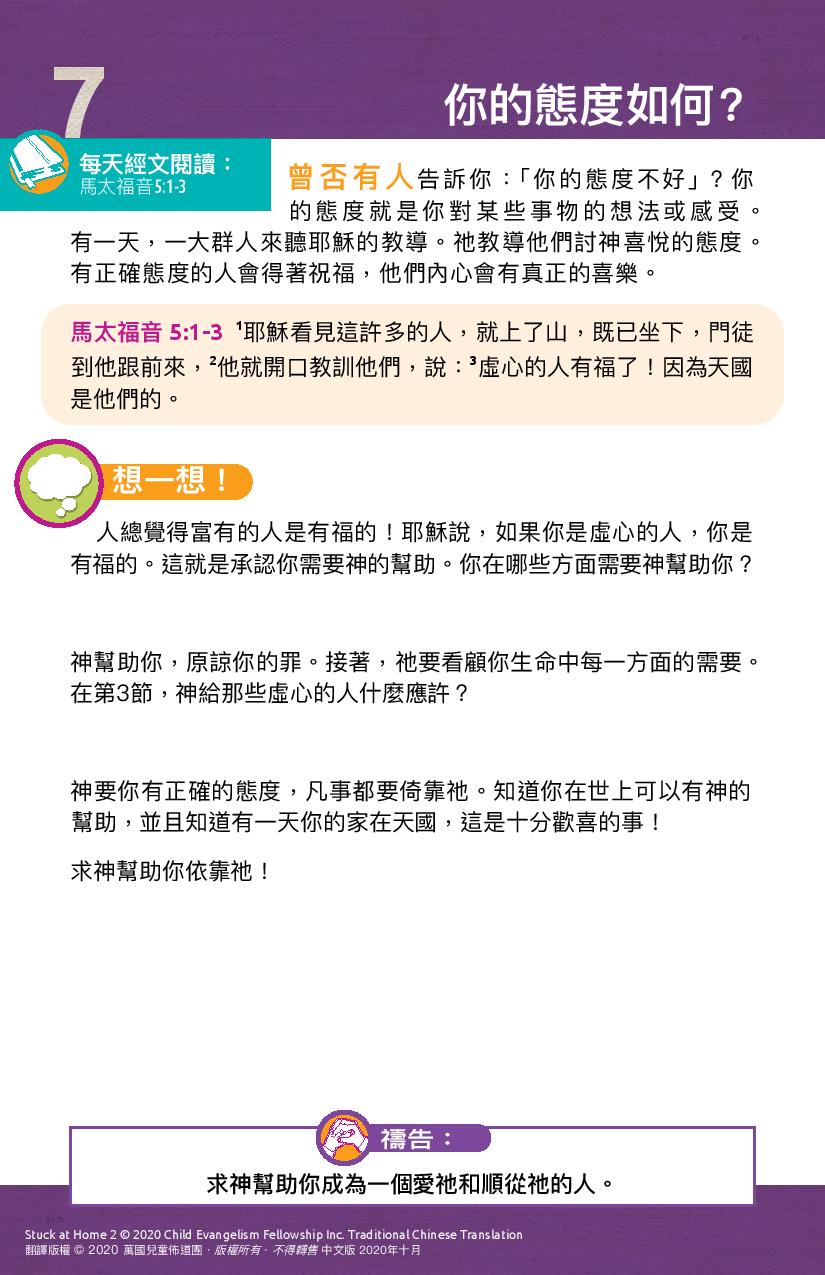 7
你的態度如何?
每天經文閱讀：
馬太福音5:1-3
曾否有人告訴你：「你的態度不好」？你
的態度就是你對某些事物的想法或感受。
有一天，一大群人來聽耶穌的教導。祂教導他們討神喜悅的態度。
有正確態度的人會得著祝福，他們內心會有真正的喜樂。
馬太福音 5:1-3 ¹耶穌看見這許多的人，就上了山，既已坐下，門徒
到他跟前來，²他就開口教訓他們，說：³虛心的人有福了！因為天國
是他們的。
想一想！
人總覺得富有的人是有福的！耶穌說，如果你是虛心的人，你是
有福的。這就是承認你需要神的幫助。你在哪些方面需要神幫助你？
神幫助你，原諒你的罪。接著，祂要看顧你生命中每一方面的需要。
在第3節，神給那些虛心的人什麼應許？
神要你有正確的態度，凡事都要倚靠祂。知道你在世上可以有神的
幫助，並且知道有一天你的家在天國，這是十分歡喜的事！
求神幫助你依靠祂！
禱告：
求神幫助你成為一個愛祂和順從祂的人。
Stuck at Home 2 © 2020 Child Evangelism Fellowship Inc. Traditional Chinese Translation
翻譯版權 © 2020 萬國兒童佈道團．版權所有．不得轉售 中文版 2020年十月